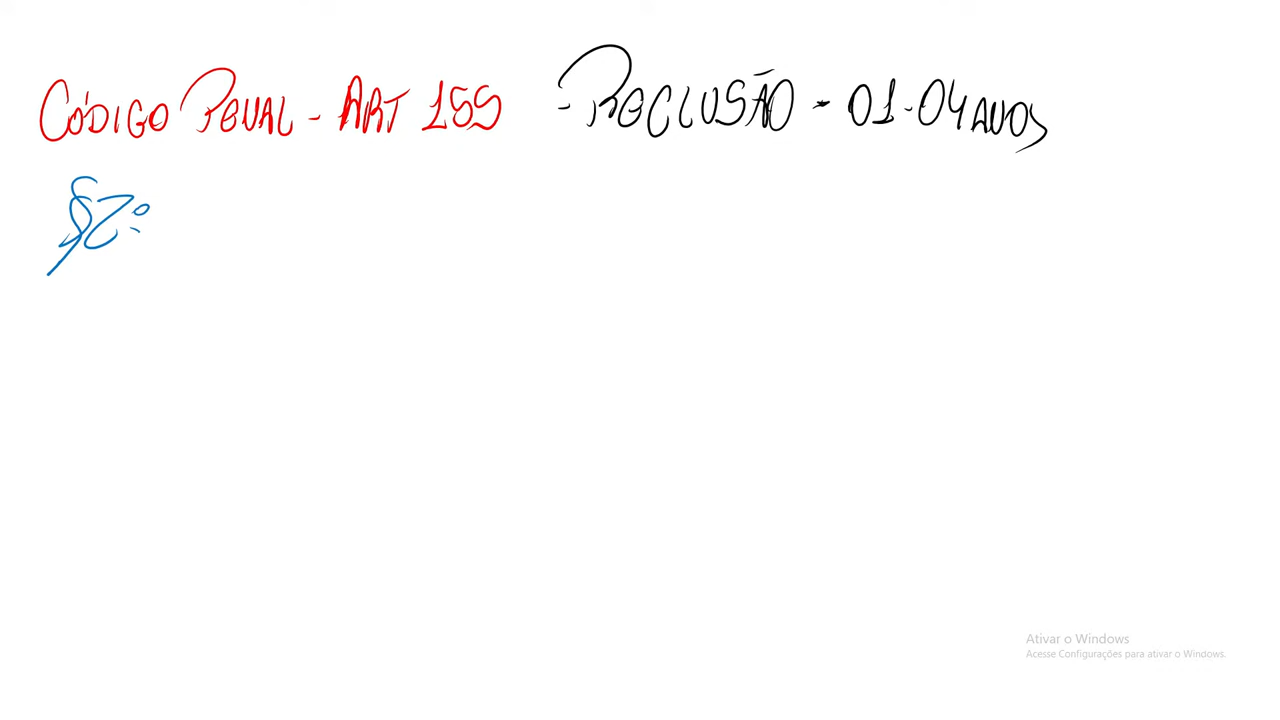 CÓDIGO PENAL - ART 155 - RECLUSÃO - 01-04 ANOS
§2º
Ativar o Windows
Acesse Configurações para ativar o Windows.